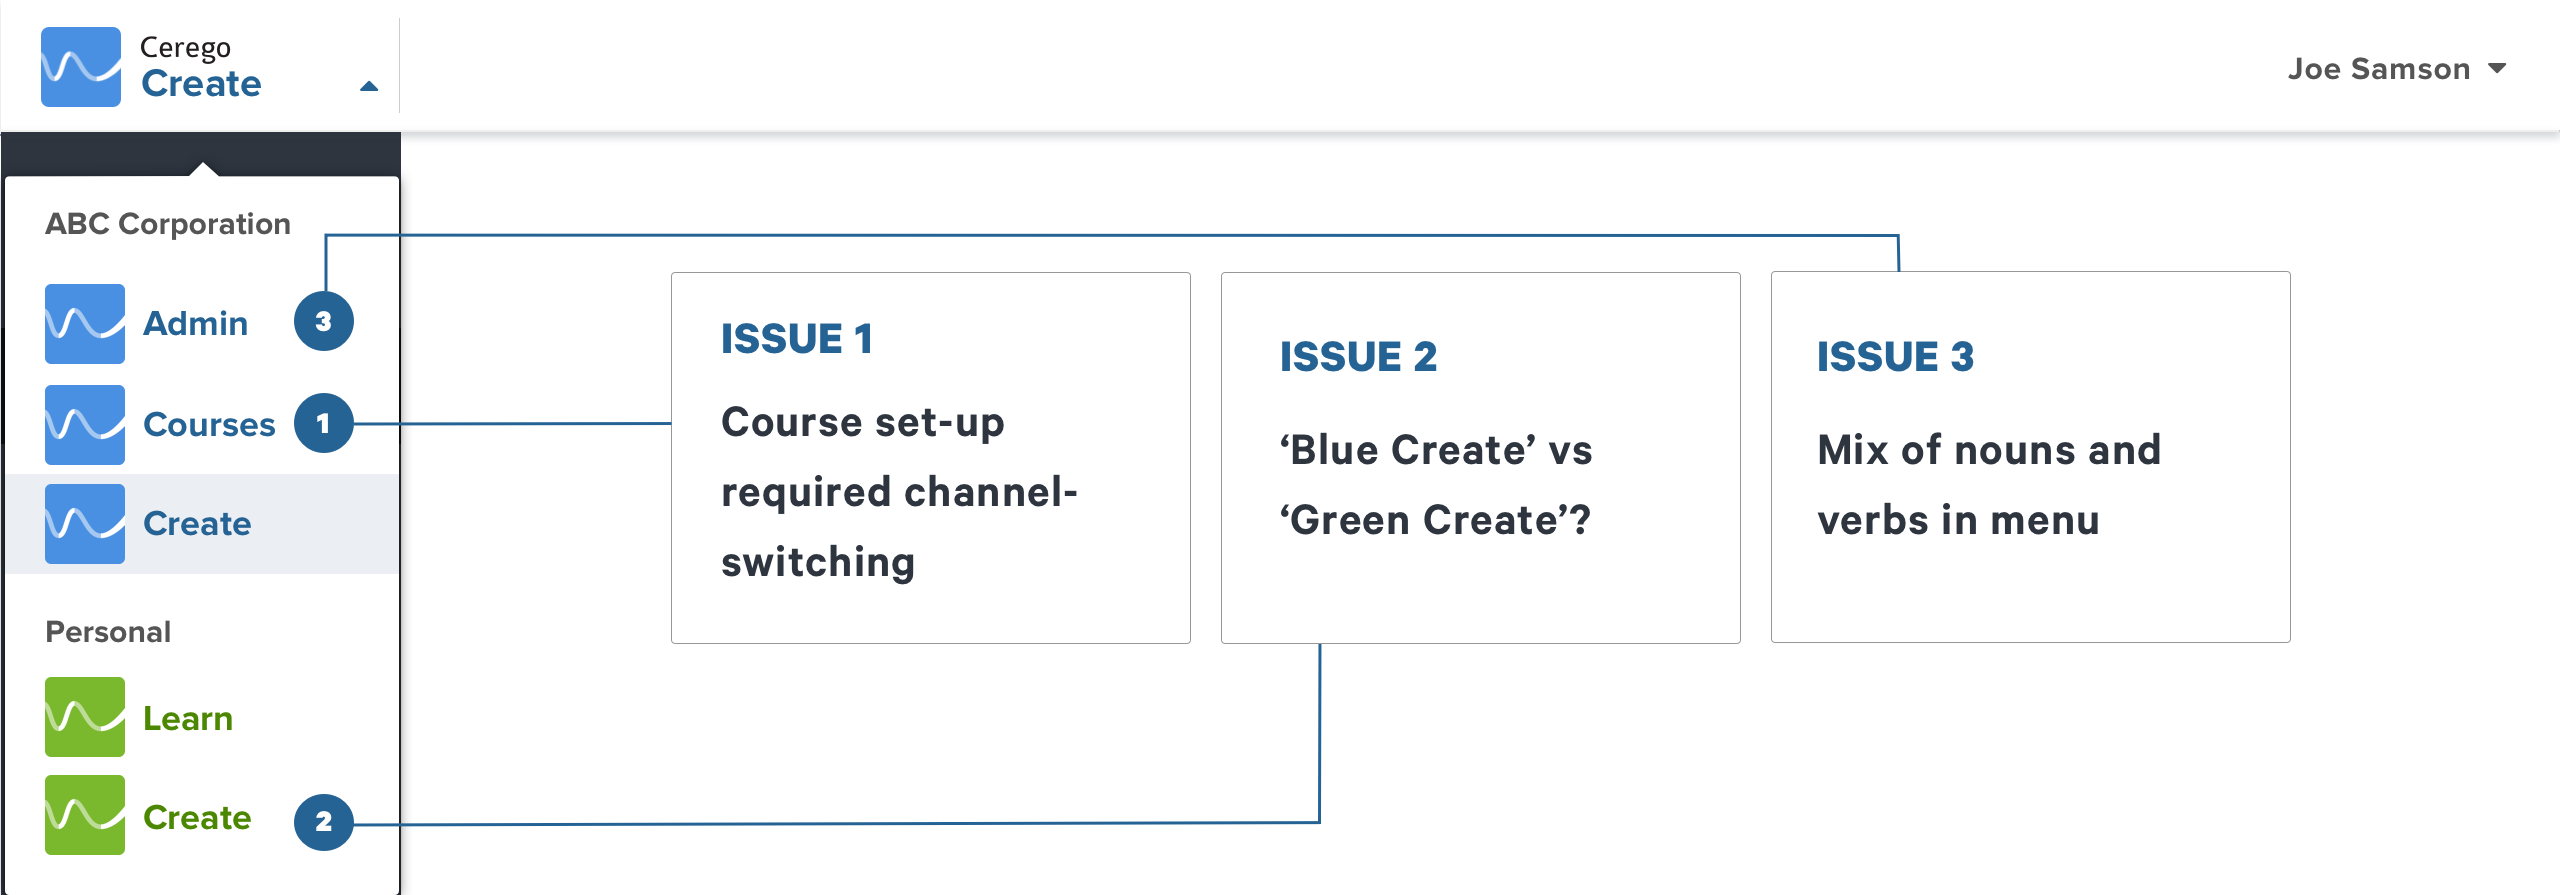 Cerego
Create
Joe Samson
ABC Corporation
Admin
3
Courses
1
Create
Personal
Learn
Create
2
ISSUE 1
Course set-up
required channel-
switching
ISSUE 2
‘Blue Create’ vs
‘Green Create’?
ISSUE 3
Mix of nouns and
verbs in menu